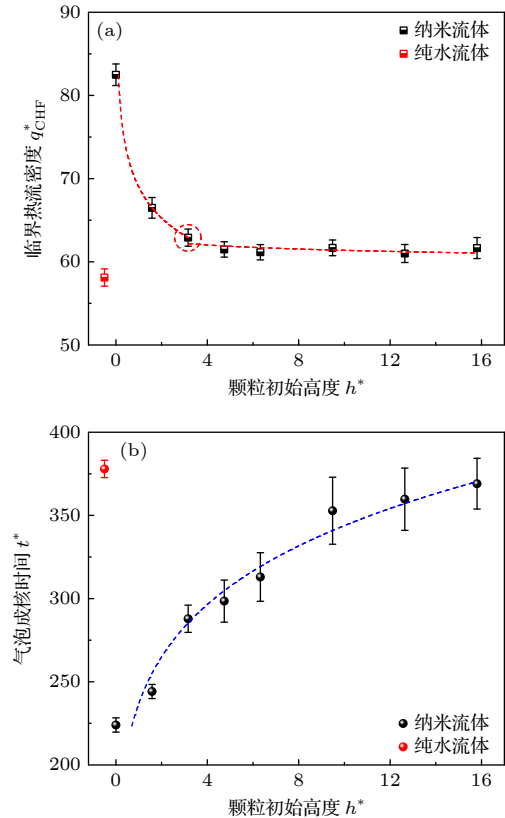 (a)
纳米流体
纯水流体
临界热流密度 q*CHF
90
80
70
60
50
0
4
8
12
16
颗粒初始高度 h*
(b)
气泡成核时间 t*
400
350
300
250
200
纳米流体
纯水流体
0
4
8
12
16
颗粒初始高度 h*